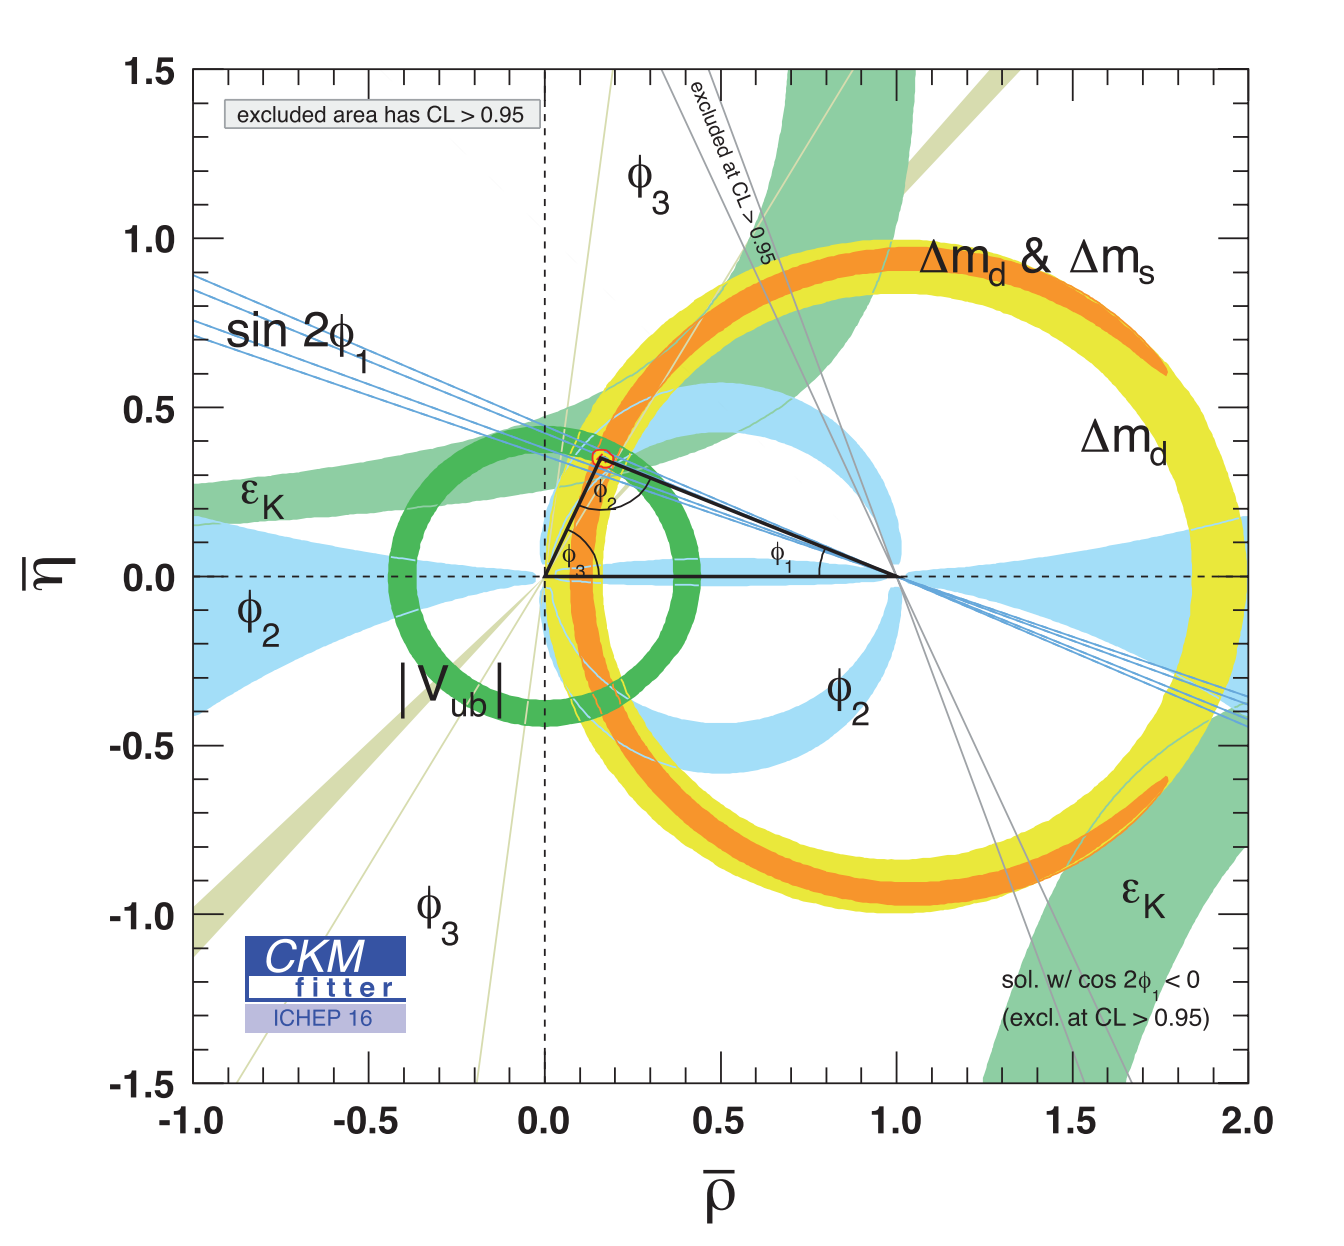 1.5
1.0
0.5
0.0
-0.5
-1.0
-1.5
η̅
excluded area has CL > 0.95
excluded at CL > 0.95
ϕ3
Δmd & Δms
sin 2ϕ1
Δmd
εK
ϕ2
ϕ2
ϕ3
ϕ1
|Vub|
ϕ2
ϕ3
εK
CKM
fitter
ICHEP 16
sol. w/ cos 2ϕ1 < 0
(excl. at CL > 0.95)
-1.0 -0.5 0.0 0.5 1.0 1.5 2.0
ρ̅